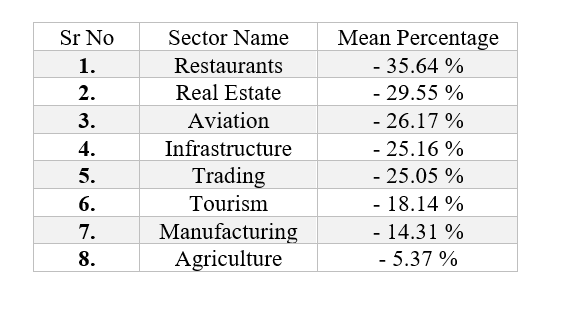 Sr No Sector Name Mean Percentage
1. Restaurants - 35.64 %
2. Real Estate - 29.55 %
3. Aviation - 26.17 %
4. Infrastructure - 25.16 %
5. Trading - 25.05 %
6. Tourism - 18.14 %
7. Manufacturing - 14.31 %
8. Agriculture - 5.37 %